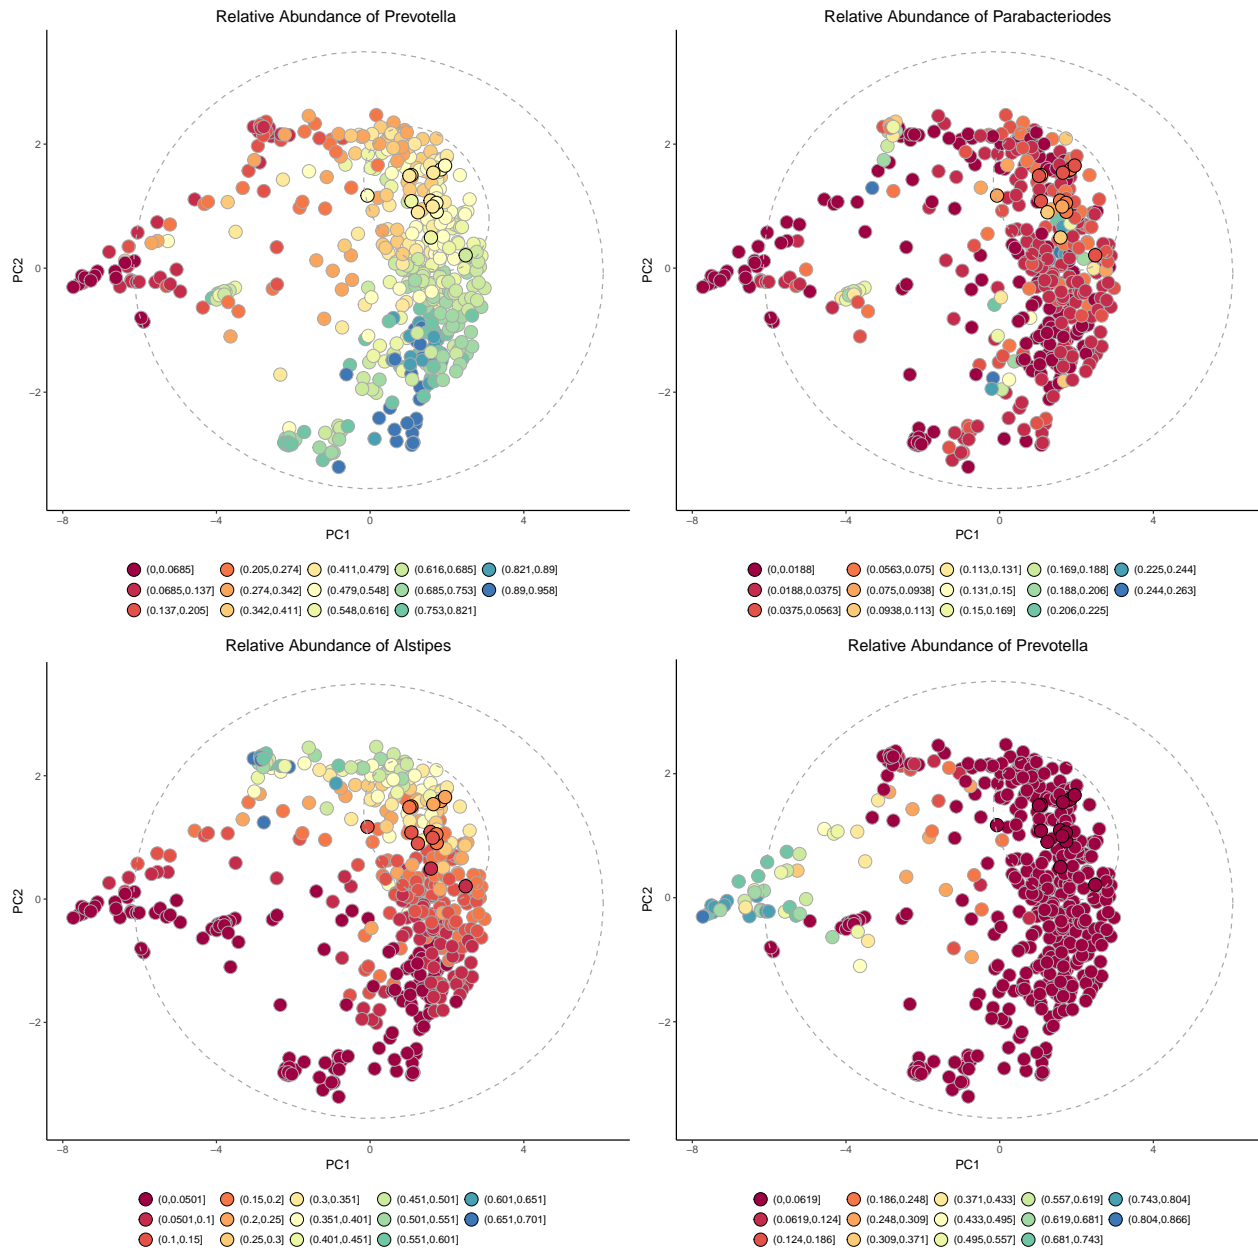 Relative Abundance of Prevotella
Relative Abundance of Parabacteriodes
2
0
−2
PC2
−8
−4
0
4
PC1
2
0
−2
PC2
−8
−4
0
4
PC1
(0,0.0685] (0.205,0.274] (0.411,0.479] (0.616,0.685] (0.821,0.89]
(0.0685,0.137] (0.274,0.342] (0.479,0.548] (0.685,0.753] (0.89,0.958]
(0.137,0.205] (0.342,0.411] (0.548,0.616] (0.753,0.821]
(0,0.0188] (0.0563,0.075] (0.113,0.131] (0.169,0.188] (0.225,0.244]
(0.0188,0.0375] (0.075,0.0938] (0.131,0.15] (0.188,0.206] (0.244,0.263]
(0.0375,0.0563] (0.0938,0.113] (0.15,0.169] (0.206,0.225]
Relative Abundance of Alstipes
Relative Abundance of Prevotella
2
0
−2
PC2
−8
−4
0
4
PC1
2
0
−2
PC2
−8
−4
0
4
PC1
(0,0.0501] (0.15,0.2] (0.3,0.351] (0.451,0.501] (0.601,0.651]
(0.0501,0.1] (0.2,0.25] (0.351,0.401] (0.501,0.551] (0.651,0.701]
(0.1,0.15] (0.25,0.3] (0.401,0.451] (0.551,0.601]
(0,0.0619] (0.186,0.248] (0.371,0.433] (0.557,0.619] (0.743,0.804]
(0.0619,0.124] (0.248,0.309] (0.433,0.495] (0.619,0.681] (0.804,0.866]
(0.124,0.186] (0.309,0.371] (0.495,0.557] (0.681,0.743]